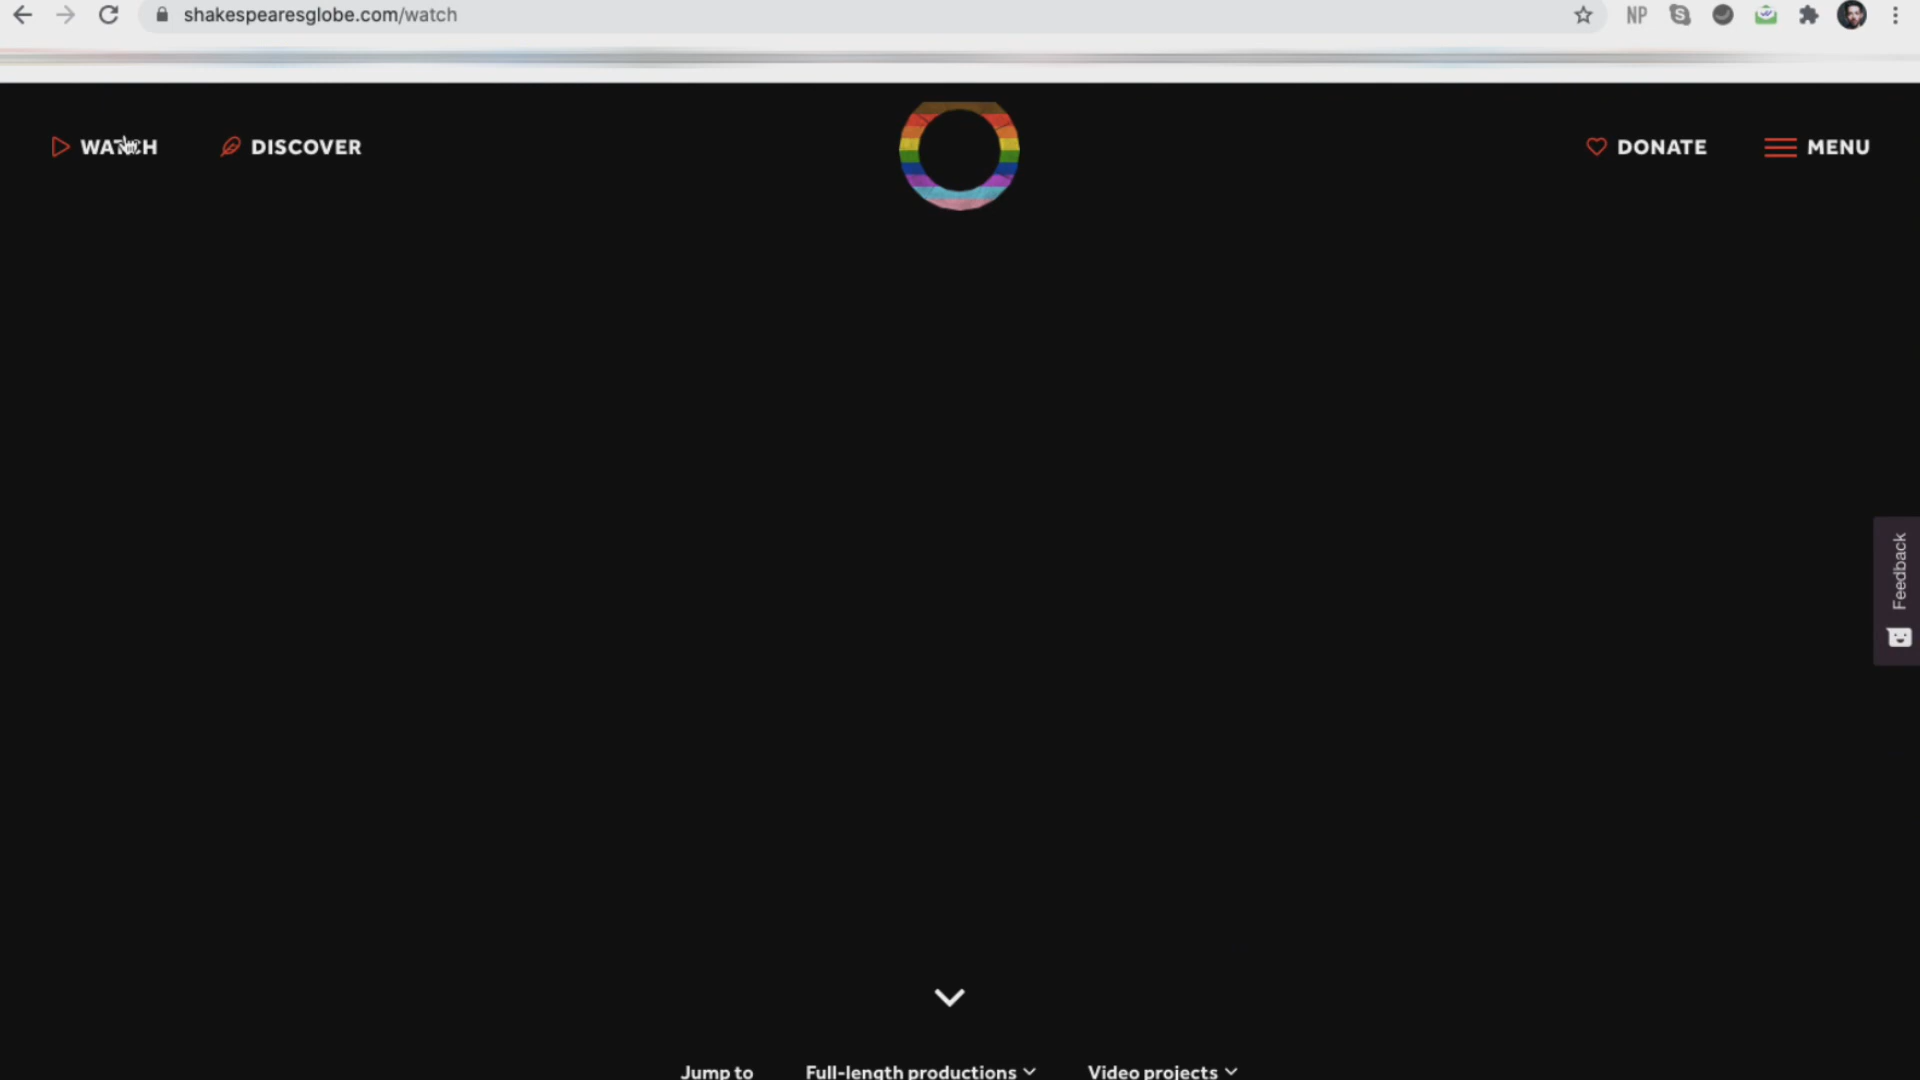 shakespearesglobe.com/watch
NP
WATCH
DISCOVER
DONATE
MENU
Feedback
Jump to
Full-length productions
Video projects